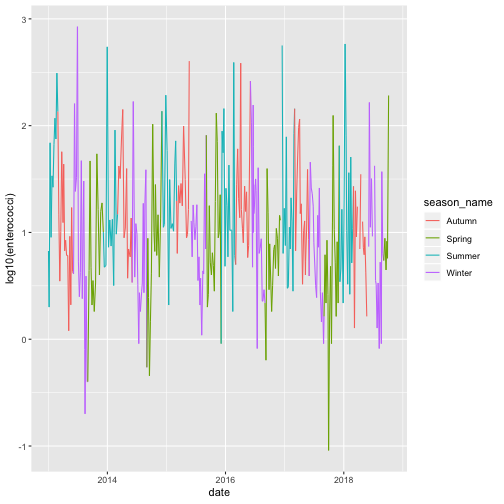 3
2
1
0
-1
log10(enterococci)
2014
2016
2018
date
season_name
Autumn
Spring
Summer
Winter